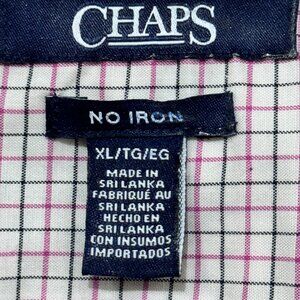 CHAPS
NO IRON
XL/TG/EG
MADE IN
SRI LANKA
FABRIQUÉ AU
SRI LANKA
HECHO EN
SRI LANKA
CON INSUMOS
IMPORTADOS